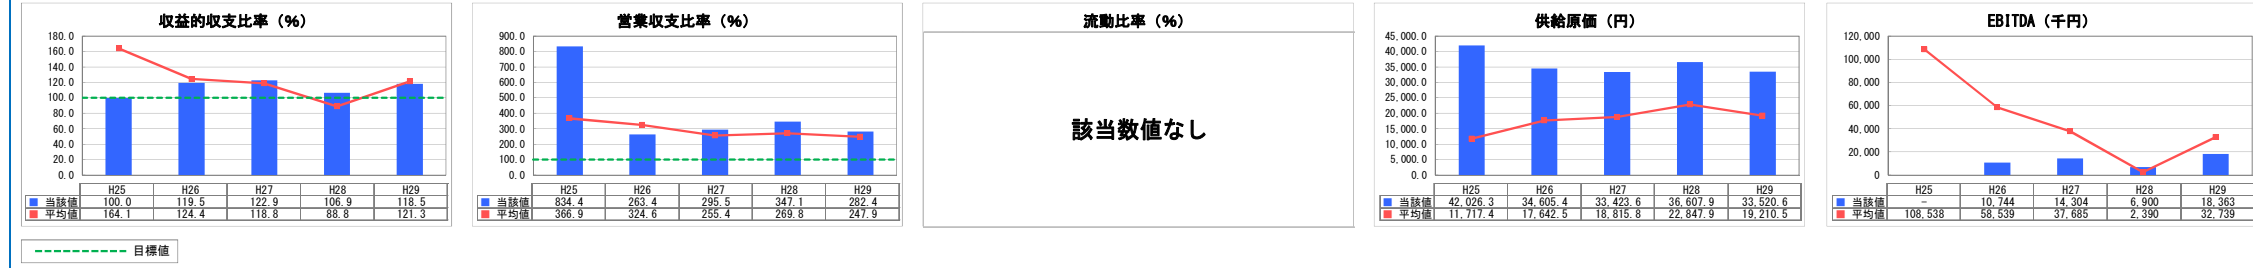 収益的収支比率（％）
180.0
160.0
140.0
120.0
100.0
80.0
60.0
40.0
20.0
0.0
H25 H26 H27 H28 H29
当該値 100.0 119.5 122.9 106.9 118.5
平均値 164.1 124.4 118.8 88.8 121.3
営業収支比率（％）
900.0
800.0
700.0
600.0
500.0
400.0
300.0
200.0
100.0
0.0
H25 H26 H27 H28 H29
当該値 834.4 263.4 295.5 347.1 282.4
平均値 366.9 324.6 255.4 269.8 247.9
流動比率（％）
該当数値なし
供給原価（円）
45,000.0
40,000.0
35,000.0
30,000.0
25,000.0
20,000.0
15,000.0
10,000.0
5,000.0
0.0
H25 H26 H27 H28 H29
当該値 42,026.3 34,605.4 33,423.6 36,607.9 33,520.6
平均値 11,717.4 17,642.5 18,815.8 22,847.9 19,210.5
EBITDA（千円）
120,000
100,000
80,000
60,000
40,000
20,000
0
H25 H26 H27 H28 H29
当該値 － 10,744 14,304 6,900 18,363
平均値 108,538 58,539 37,685 2,390 32,739
目標値